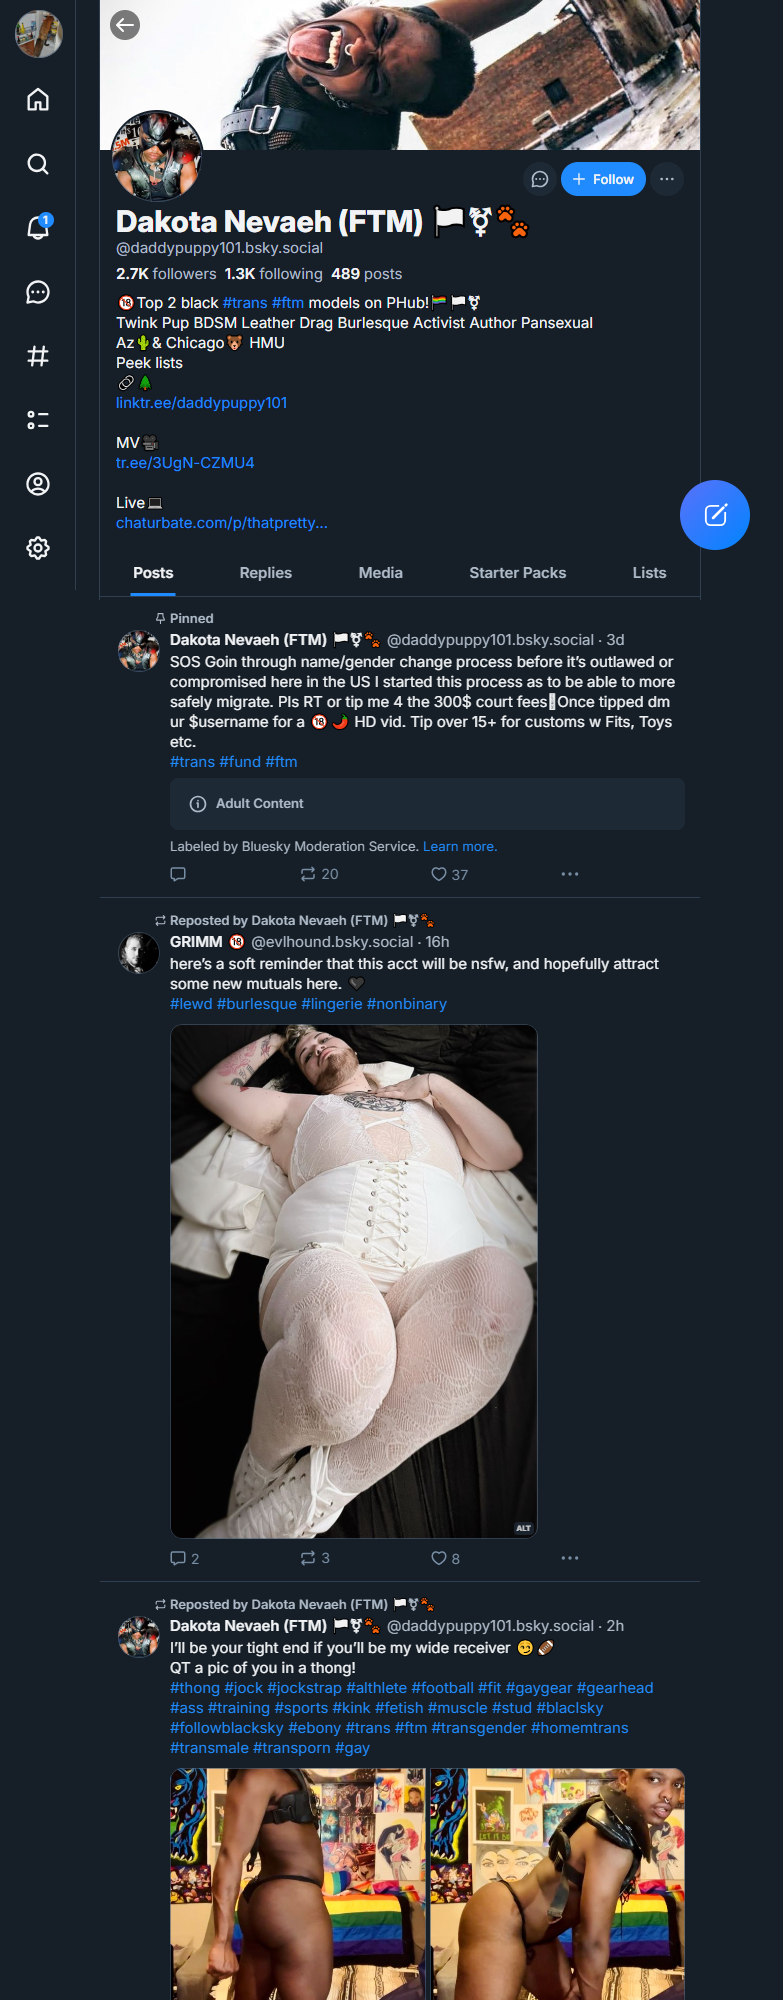 1
Follow
Dakota Nevaeh (FTM) 🏳️⚧️🐾
@daddypuppy101.bsky.social
2.7K followers 1.3K following 489 posts
🔞Top 2 black #trans #ftm models on PHub!🏳️‍🌈🏳️⚧️
Twink Pup BDSM Leather Drag Burlesque Activist Author Pansexual
Az🌵& Chicago🐻 HMU
Peek lists
🔗🌲
linktr.ee/daddypuppy101
MV🎥
tr.ee/3UgN-CZMU4
Live💻
chaturbate.com/p/thatpretty...
Posts Replies Media Starter Packs Lists
Pinned
Dakota Nevaeh (FTM) 🏳️⚧️🐾 @daddypuppy101.bsky.social · 3d
SOS Goin through name/gender change process before it’s outlawed or
compromised here in the US I started this process as to be able to more
safely migrate. Pls RT or tip me 4 the 300$ court fees Once tipped dm
ur $username for a 🔞🌶️ HD vid. Tip over 15+ for customs w Fits, Toys
etc.
#trans #fund #ftm
Adult Content
Labeled by Bluesky Moderation Service. Learn more.
20 37
Reposted by Dakota Nevaeh (FTM) 🏳️⚧️🐾
GRIMM 🔞 @evlhound.bsky.social · 16h
here’s a soft reminder that this acct will be nsfw, and hopefully attract
some new mutuals here. 🖤
#lewd #burlesque #lingerie #nonbinary
ALT
2 3 8
Reposted by Dakota Nevaeh (FTM) 🏳️⚧️🐾
Dakota Nevaeh (FTM) 🏳️⚧️🐾 @daddypuppy101.bsky.social · 2h
I’ll be your tight end if you’ll be my wide receiver 😏🏈
QT a pic of you in a thong!
#thong #jock #jockstrap #althlete #football #fit #gaygear #gearhead
#ass #training #sports #kink #fetish #muscle #stud #blaclsky
#followblacksky #ebony #trans #ftm #transgender #homemtrans
#transmale #transporn #gay
LET IT BE